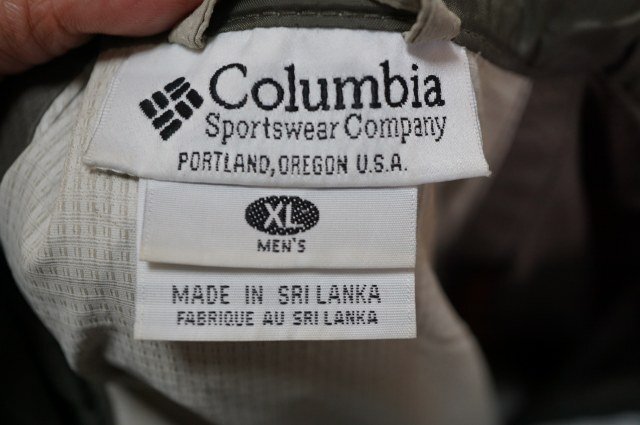 Columbia
Sportswear Company
PORTLAND, OREGON U.S.A.
XL
MEN'S
MADE IN SRI LANKA
FABRIQUE AU SRI LANKA